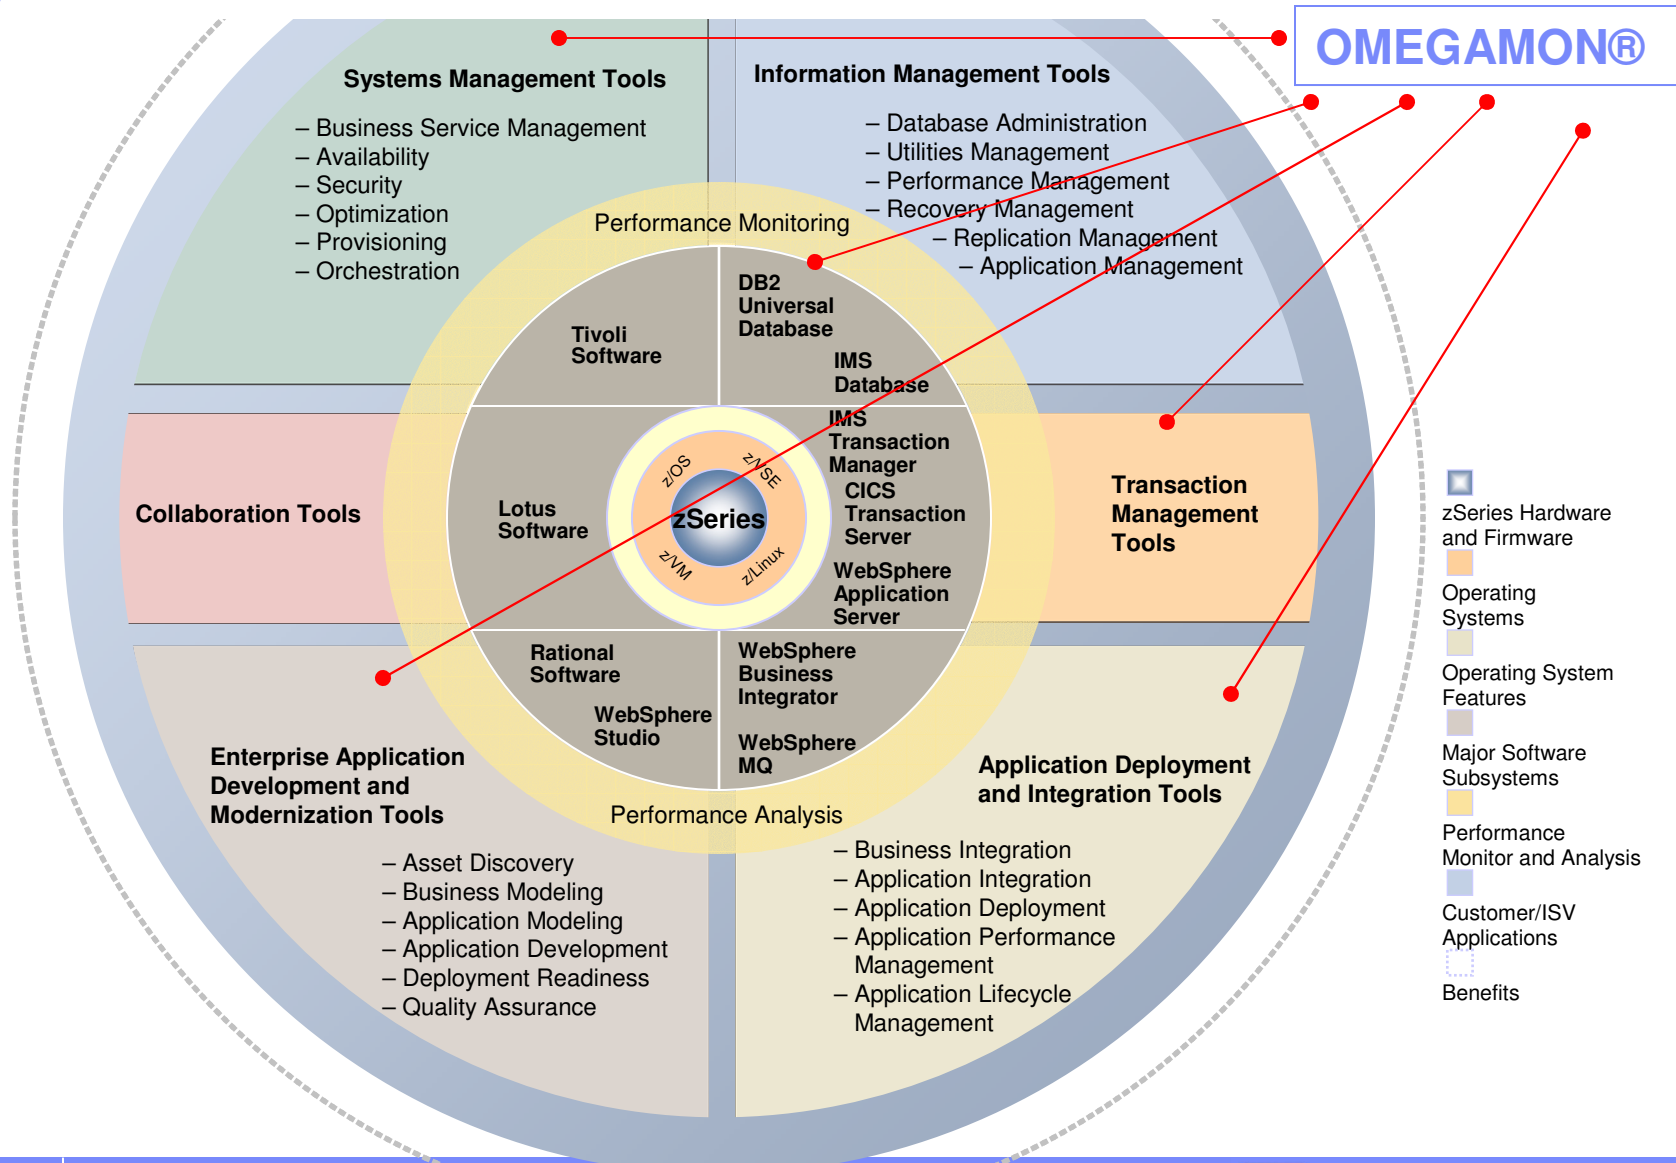 OMEGAMON®
Systems Management Tools
– Business Service Management
– Availability
– Security
– Optimization
– Provisioning
– Orchestration
Information Management Tools
– Database Administration
– Utilities Management
– Performance Management
– Recovery Management
– Replication Management
– Application Management
Performance Monitoring
Tivoli
Software
DB2
Universal
Database
IMS
Database
Collaboration Tools
Lotus
Software
z/OS
z/VSE
zSeries
z/VM
z/Linux
IMS
Transaction
Manager
CICS
Transaction
Server
WebSphere
Application
Server
Transaction
Management
Tools
Rational
Software
WebSphere
Studio
WebSphere
Business
Integrator
WebSphere
MQ
Performance Analysis
Enterprise Application
Development and
Modernization Tools
– Asset Discovery
– Business Modeling
– Application Modeling
– Application Development
– Deployment Readiness
– Quality Assurance
Application Deployment
and Integration Tools
– Business Integration
– Application Integration
– Application Deployment
– Application Performance
Management
– Application Lifecycle
Management
zSeries Hardware
and Firmware
Operating
Systems
Operating System
Features
Major Software
Subsystems
Performance
Monitor and Analysis
Customer/ISV
Applications
Benefits